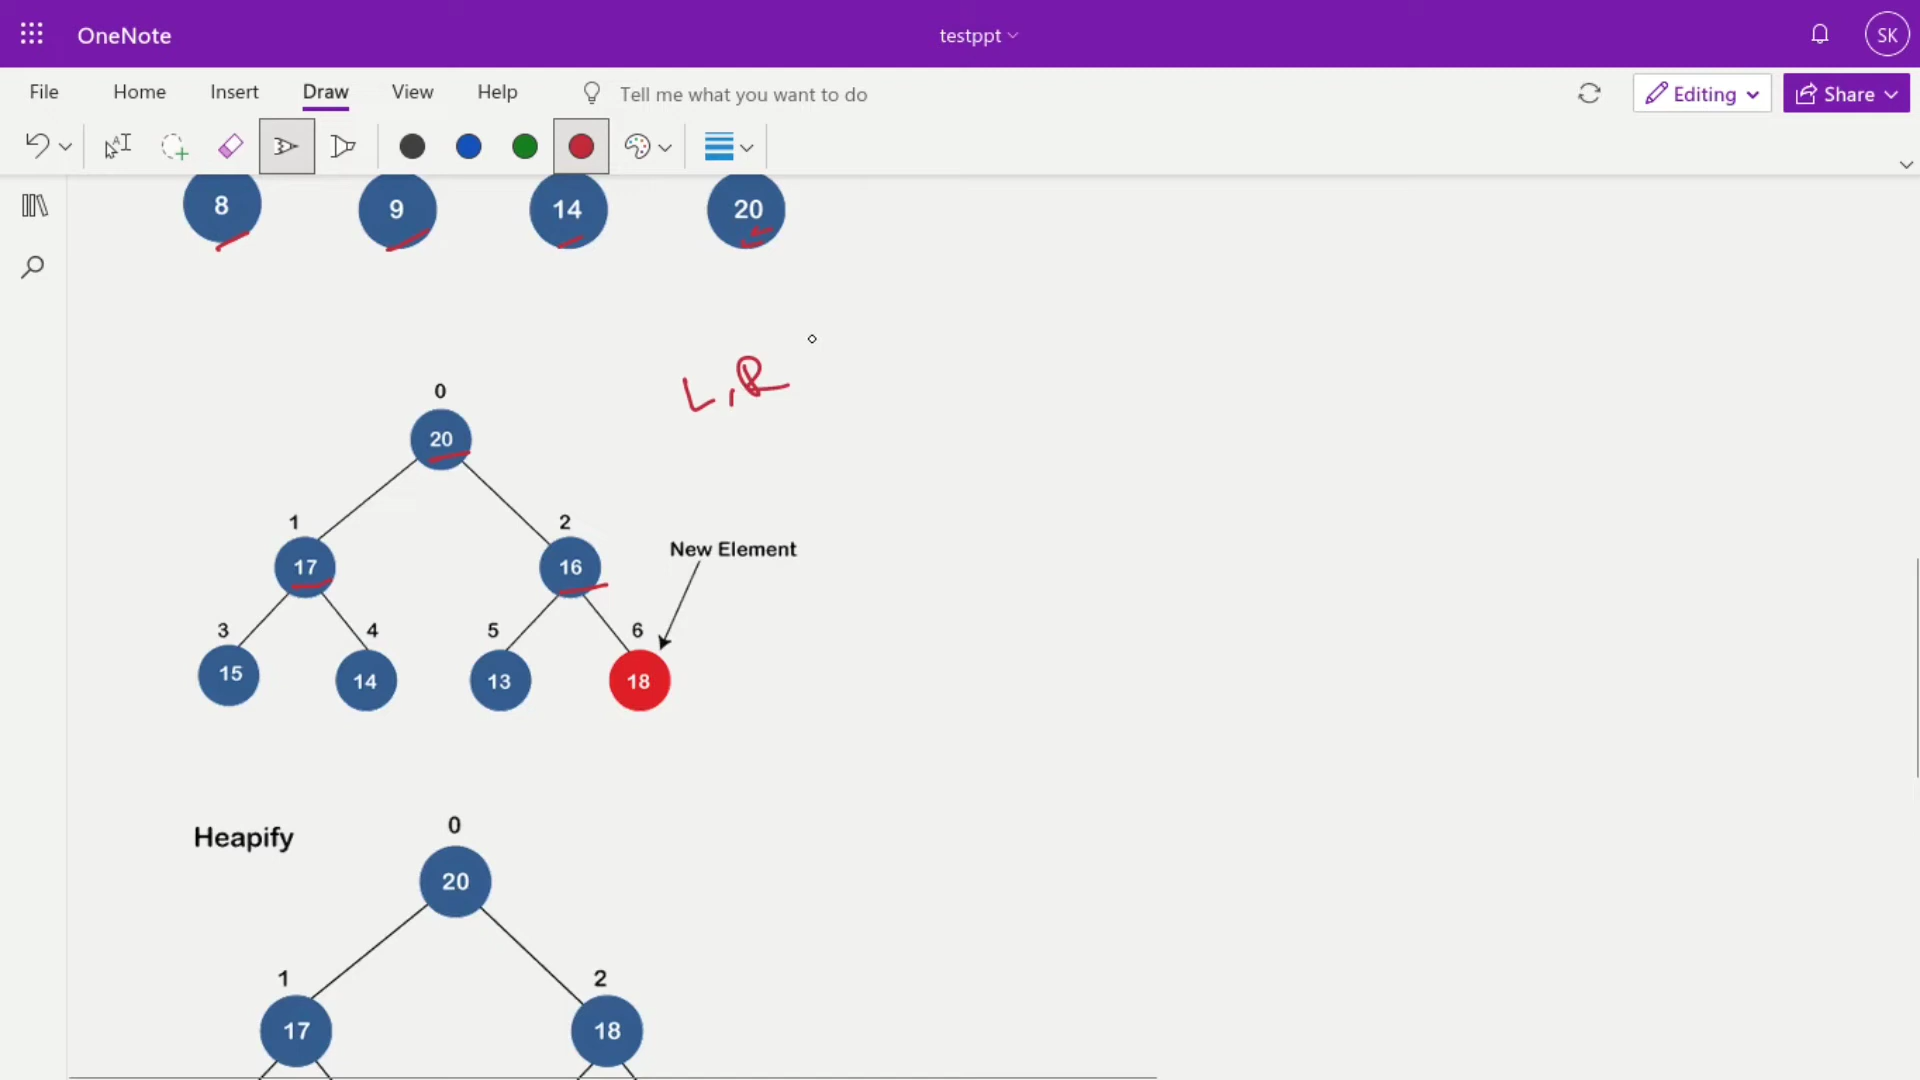 OneNote
testppt
SK
File Home Insert Draw View Help Tell me what you want to do Editing Share
8 9 14 20
L,R
0
20
1 2
17 16
New Element
3 4 5 6
15 14 13 18
Heapify
0
20
1 2
17 18